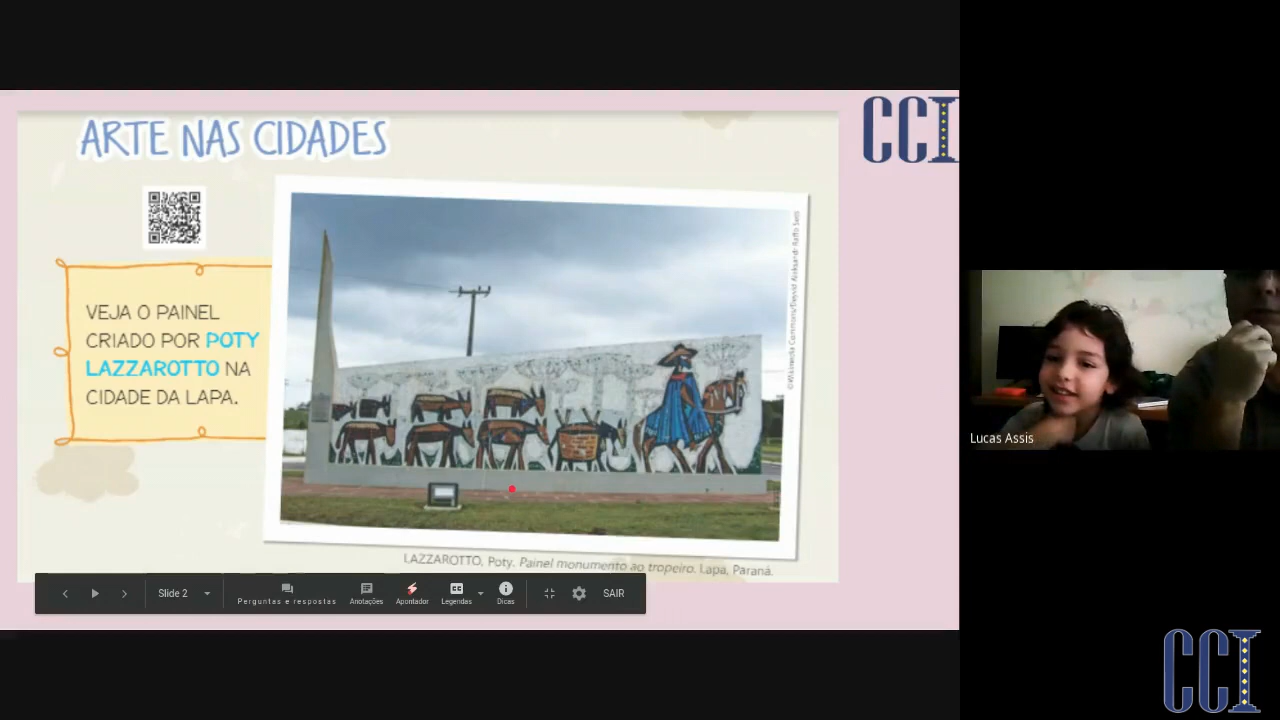 CCI
ARTE NAS CIDADES
VEJA O PAINEL
CRIADO POR POTY
LAZZAROTTO NA
CIDADE DA LAPA.
LAZZAROTTO, Poty. Painel monumento ao tropeiro. Lapa, Paraná.
Slide 2
Perguntas e respostas
Anotações
Apontador
Legendas
Dicas
SAIR
Lucas Assis
CCI